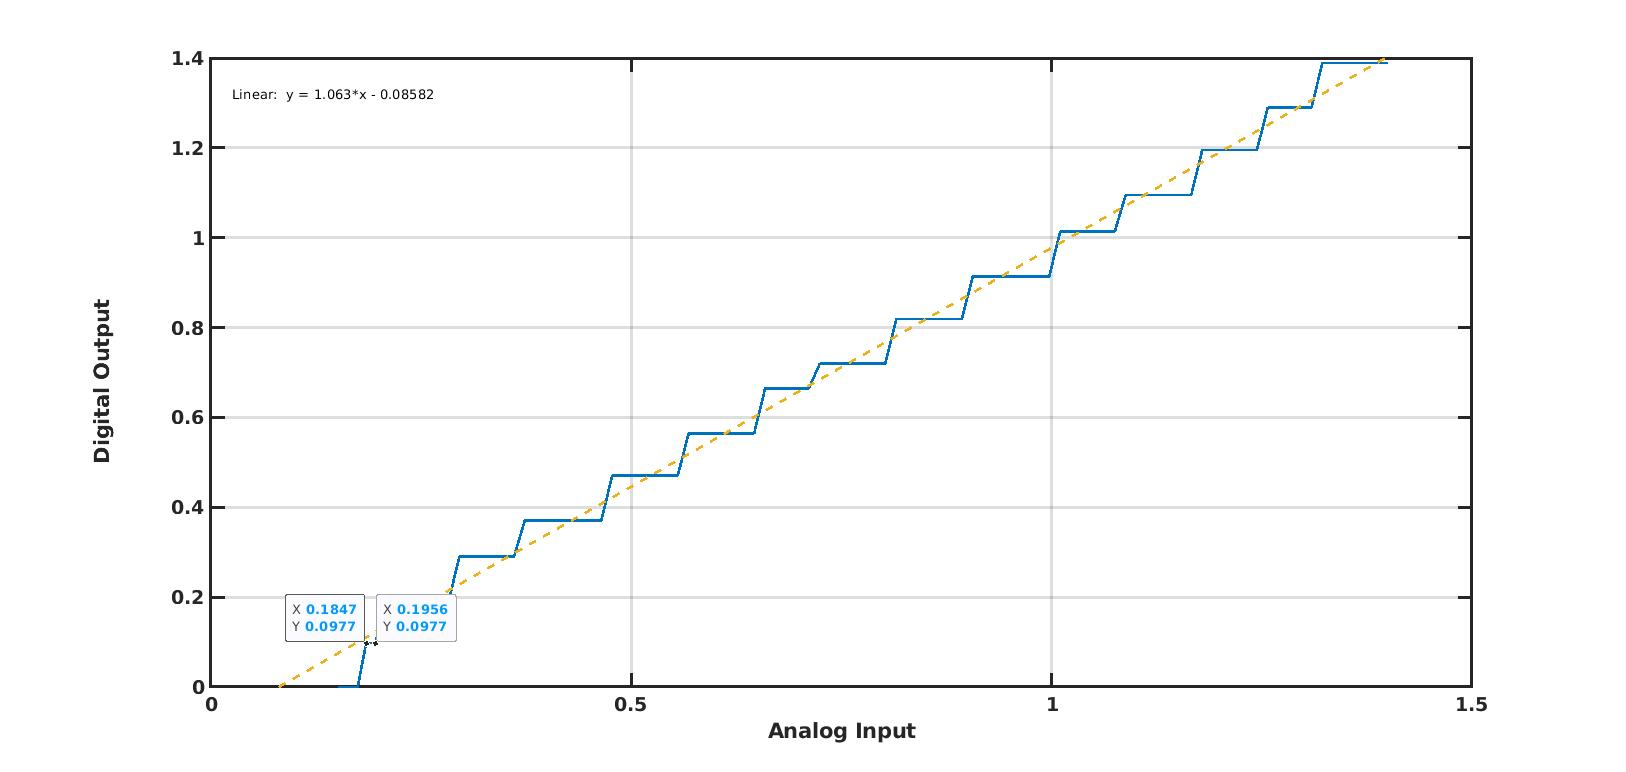 1.4
Linear: y = 1.063*x - 0.08582
1.2
1
0.8
Digital Output
0.6
0.4
0.2
X 0.1847
Y 0.0977
X 0.1956
Y 0.0977
0
0 0.5 1 1.5
Analog Input